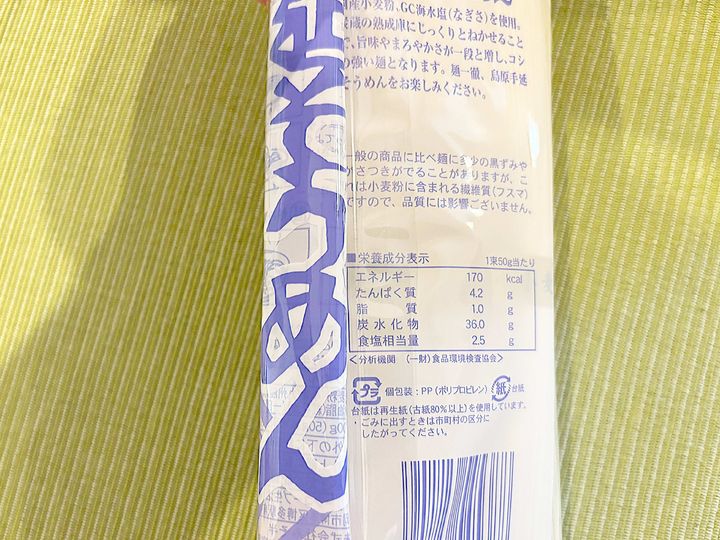 そうめん
国産小麦粉、GC海水塩(なぎさ)を使用。
蔵の熟成庫にじっくりとねかせること
で、旨味やまろやかさが一段と増し、コシ
の強い麺となります。麺一徹、島原手延
そうめんをお楽しみください。
一般の商品に比べ麺に多少の黒ずみや
かさつきがでることがありますが、こ
れは小麦粉に含まれる繊維質(フスマ)
ですので、品質には影響ございません。
■栄養成分表示 1束50g当たり
エネルギー 170 kcal
たんぱく質 4.2 g
脂質 1.0 g
炭水化物 36.0 g
食塩相当量 2.5 g
<分析機関 (一財)食品環境検査協会>
プラ 個包装:PP(ポリプロピレン) 紙 台紙
台紙は再生紙(古紙80%以上)を使用しています。
・ごみに出すときは市町村の区分に
したがってください。